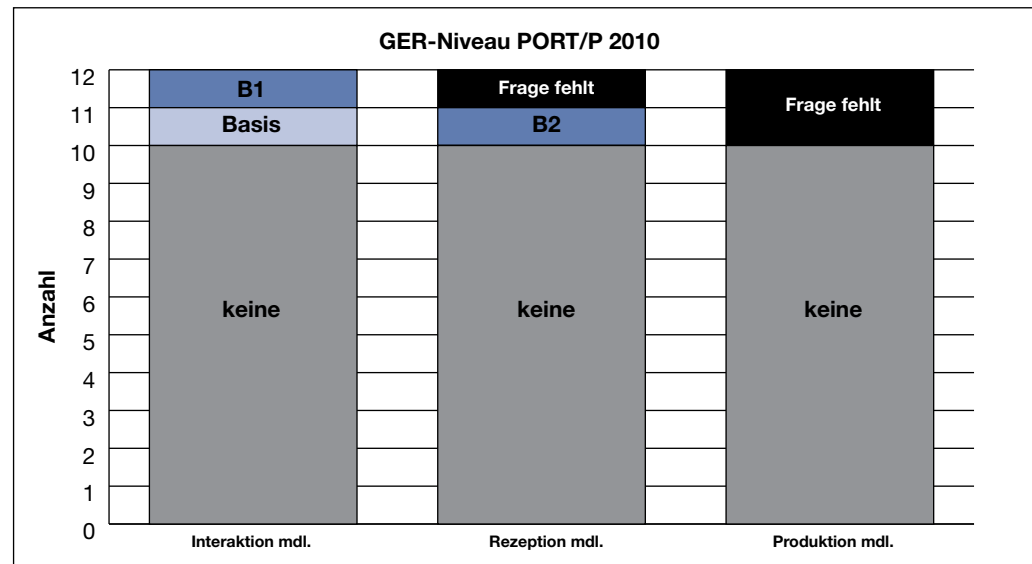 GER-Niveau PORT/P 2010
Anzahl
12
11
10
9
8
7
6
5
4
3
2
1
0
B1
Basis
keine
Frage fehlt
B2
keine
Frage fehlt
keine
Interaktion mdl.
Rezeption mdl.
Produktion mdl.